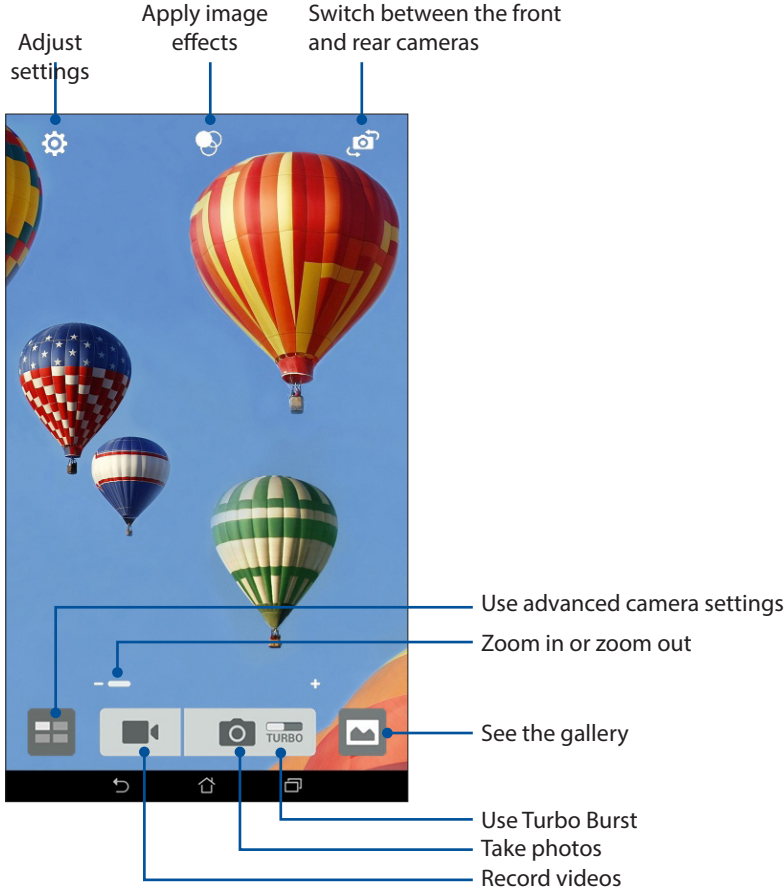 Apply image
effects
Switch between the front
and rear cameras
Adjust
settings
Use advanced camera settings
Zoom in or zoom out
TURBO
See the gallery
Use Turbo Burst
Take photos
Record videos